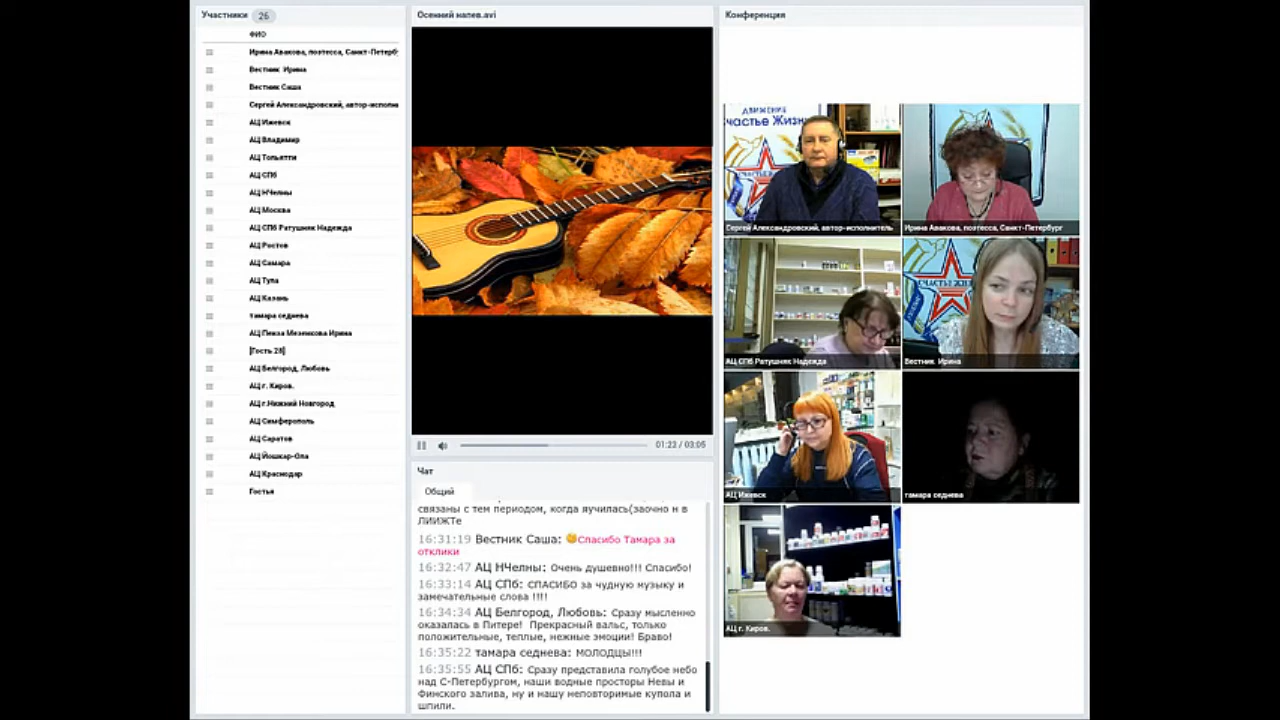 Участники 26
ФИО
Ирина Авакова, поэтесса, Санкт-Петерб
Вестник Ирина
Вестник Саша
Сергей Александровский, автор-исполни
АЦ Ижевск
АЦ Владимир
АЦ Тольятти
АЦ СПб
АЦ НЧелны
АЦ Москва
АЦ СПб Ратушняк Надежда
АЦ Ростов
АЦ Самара
АЦ Тула
АЦ Казань
тамара седнева
АЦ Пенза Мезенкова Ирина
[Гость 28]
АЦ Белгород, Любовь
АЦ г. Киров.
АЦ г.Нижний Новгород
АЦ Симферополь
АЦ Саратов
АЦ Йошкар-Ола
АЦ Краснодар
Гостья
Осенний напев.avi
01:22 / 03:05
Чат
Общий
связаны с тем периодом, когда яучилась(заочно н в
ЛИИЖТе
16:31:19 Вестник Саша: Спасибо Тамара за
отклики
16:32:47 АЦ НЧелны: Очень душевно!!! Спасибо!
16:33:14 АЦ СПб: СПАСИБО за чудную музыку и
замечательные слова !!!!
16:34:34 АЦ Белгород, Любовь: Сразу мысленно
оказалась в Питере! Прекрасный вальс, только
положительные, теплые, нежные эмоции! Браво!
16:35:22 тамара седнева: МОЛОДЦЫ!!!
16:35:55 АЦ СПб: Сразу представила голубое небо
над С-Петербургом, наши водные просторы Невы и
Финского залива, ну и нашу неповторимые купола и
шпили.
Конференция
ДВИЖЕНИЕ
Счастье Жизн
Сергей Александровский, автор-исполнитель
Ирина Авакова, поэтесса, Санкт-Петербург
АЦ СПб Ратушняк Надежда
Вестник Ирина
АЦ Ижевск
тамара седнева
АЦ г. Киров.